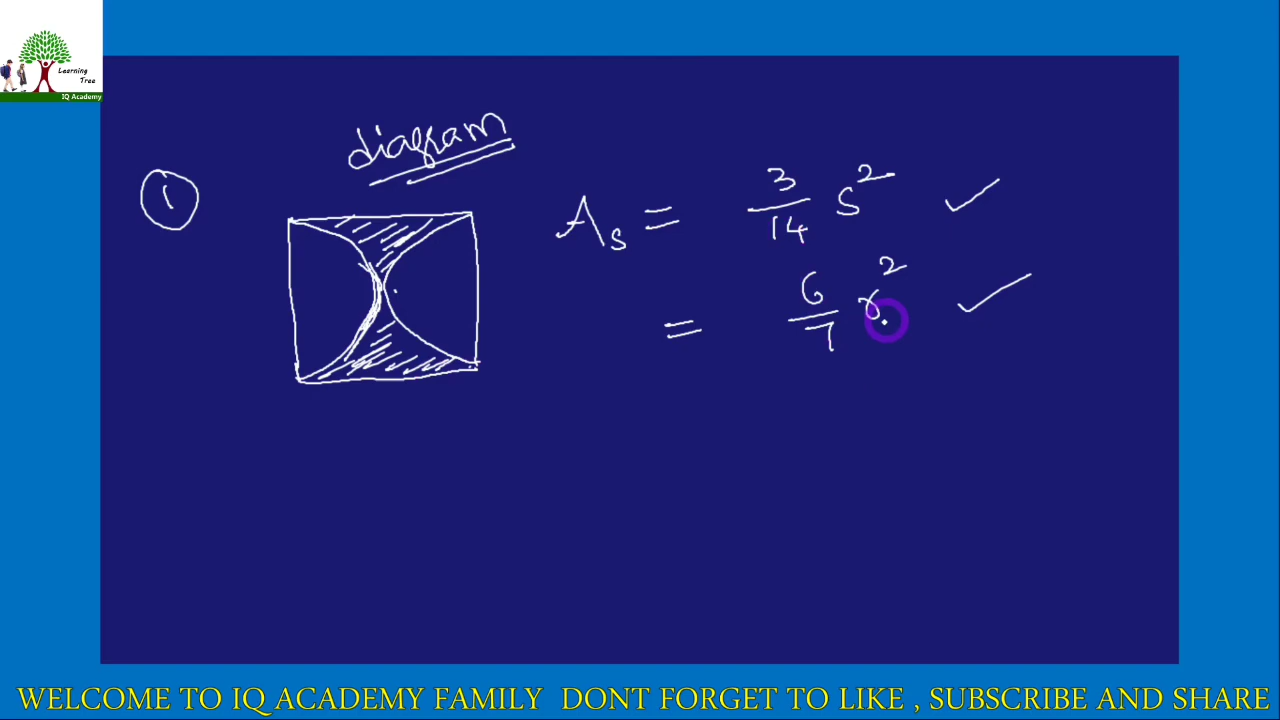 Learning
Tree
IQ Academy
diagram
1
A_s = 3/14 s²
= 6/7 r²
WELCOME TO IQ ACADEMY FAMILY DONT FORGET TO LIKE , SUBSCRIBE AND SHARE